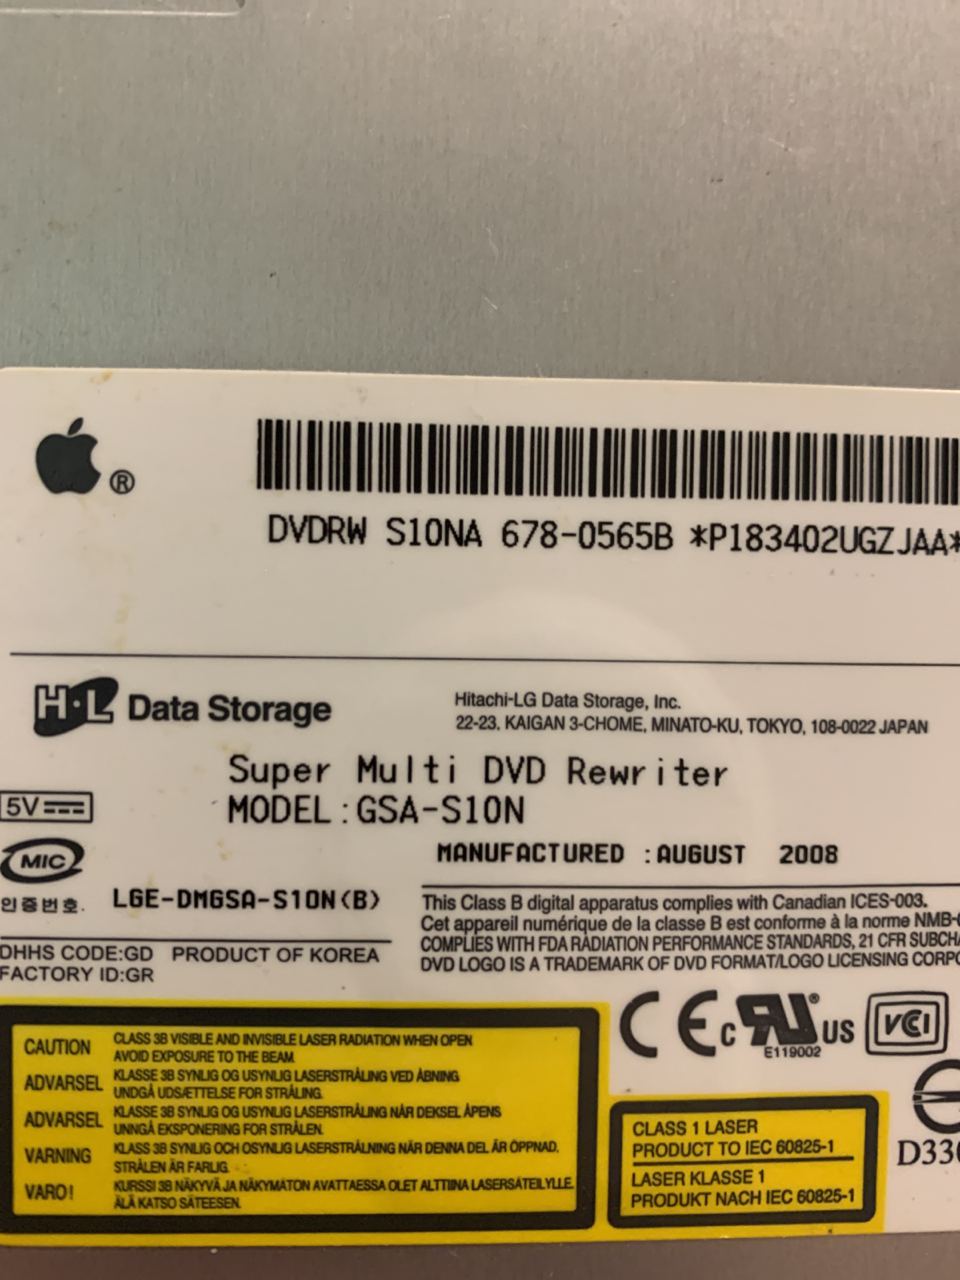 ®
DVDRW S10NA 678-0565B *P183402UGZJAA*
H·L Data Storage
Hitachi-LG Data Storage, Inc.
22-23, KAIGAN 3-CHOME, MINATO-KU, TOKYO, 108-0022 JAPAN
Super Multi DVD Rewriter
5V
MODEL:GSA-S10N
MIC
MANUFACTURED :AUGUST 2008
인증번호. LGE-DMGSA-S10N(B)
This Class B digital apparatus complies with Canadian ICES-003.
Cet appareil numérique de la classe B est conforme à la norme NMB-
COMPLIES WITH FDA RADIATION PERFORMANCE STANDARDS, 21 CFR SUBCHA
DVD LOGO IS A TRADEMARK OF DVD FORMAT/LOGO LICENSING CORPO
DHHS CODE:GD PRODUCT OF KOREA
FACTORY ID:GR
CE c UR ® US VCI
E119002
CAUTION CLASS 3B VISIBLE AND INVISIBLE LASER RADIATION WHEN OPEN
AVOID EXPOSURE TO THE BEAM.
ADVARSEL KLASSE 3B SYNLIG OG USYNLIG LASERSTRÅLING VED ÅBNING.
UNDGÅ UDSÆTTELSE FOR STRÅLING.
ADVARSEL KLASSE 3B SYNLIG OG USYNLIG LASERSTRÅLING NÅR DEKSEL ÅPENS
UNNGÅ EKSPONERING FOR STRÅLEN.
VARNING KLASS 3B SYNLIG OCH OSYNLIG LASERSTRÅLNING NÄR DENNA DEL ÄR ÖPPNAD.
STRÅLEN ÄR FARLIG.
VARO! KURSSI 3B NÄKYVÄ JA NÄKYMÄTON AVATTAESSA OLET ALTTIINA LASERSÄTEILYLLE.
ÄLÄ KATSO SÄTEESEN.
CLASS 1 LASER
PRODUCT TO IEC 60825-1
LASER KLASSE 1
PRODUKT NACH IEC 60825-1
D330